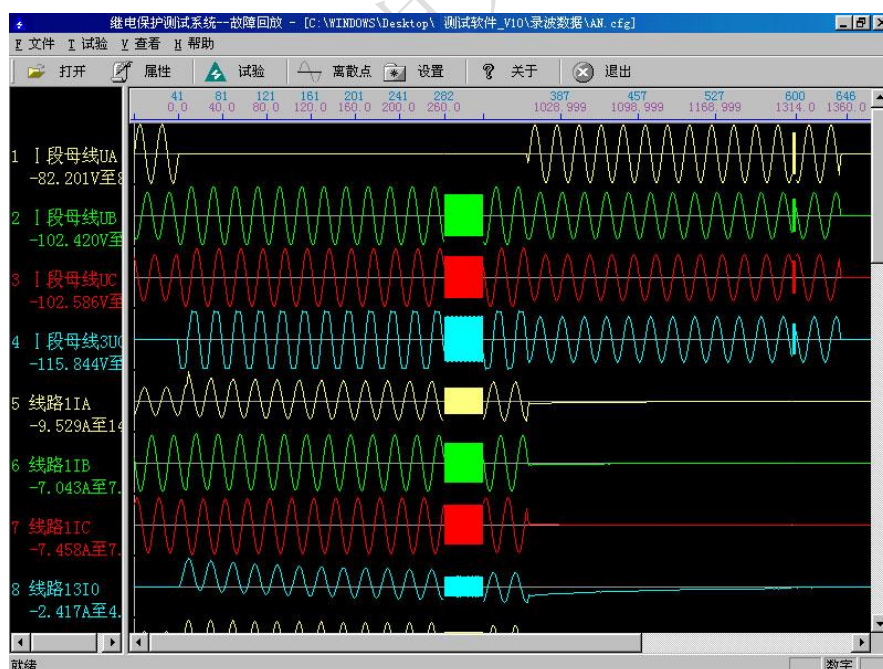 继电保护测试系统--故障回放 - [C:\WINDOWS\Desktop\ 测试软件_V10\录波数据\AN.cfg]
F 文件 T 试验 V 查看 H 帮助
打开 属性 试验 离散点 设置 关于 退出
41 81 121 161 201 241 282 387 457 527 600 646
0.0 40.0 80.0 120.0 160.0 200.0 260.0 1028.999 1098.999 1168.999 1314.0 1360.0
1 Ⅰ段母线UA
-82.201V至8
2 Ⅰ段母线UB
-102.420V至
3 Ⅰ段母线UC
-102.586V至
4 Ⅰ段母线3U0
-115.844V至
5 线路1IA
-9.529A至14
6 线路1IB
-7.043A至7.
7 线路1IC
-7.458A至7.
8 线路13I0
-2.417A至4.
就绪 数字